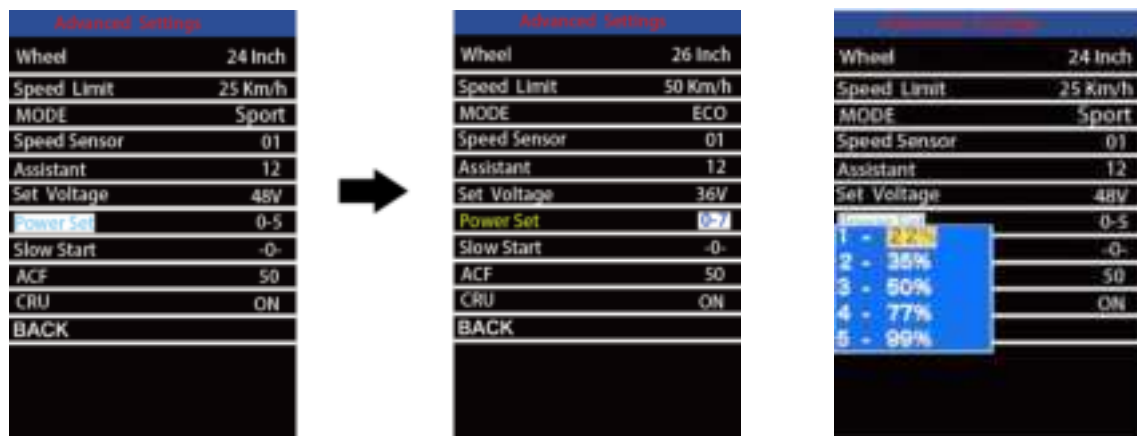 Advanced Settings
Wheel 24 Inch
Speed Limit 25 Km/h
MODE Sport
Speed Sensor 01
Assistant 12
Set Voltage 48V
Power Set 0-5
Slow Start -0-
ACF 50
CRU ON
BACK
Advanced Settings
Wheel 26 Inch
Speed Limit 50 Km/h
MODE ECO
Speed Sensor 01
Assistant 12
Set Voltage 36V
Power Set 0-7
Slow Start -0-
ACF 50
CRU ON
BACK
Wheel 24 Inch
Speed Limit 25 Km/h
MODE Sport
Speed Sensor 01
Assistant 12
Set Voltage 48V
0-5
1 - 22% -0-
2 - 35%
3 - 50% 50
4 - 77% ON
5 - 99%